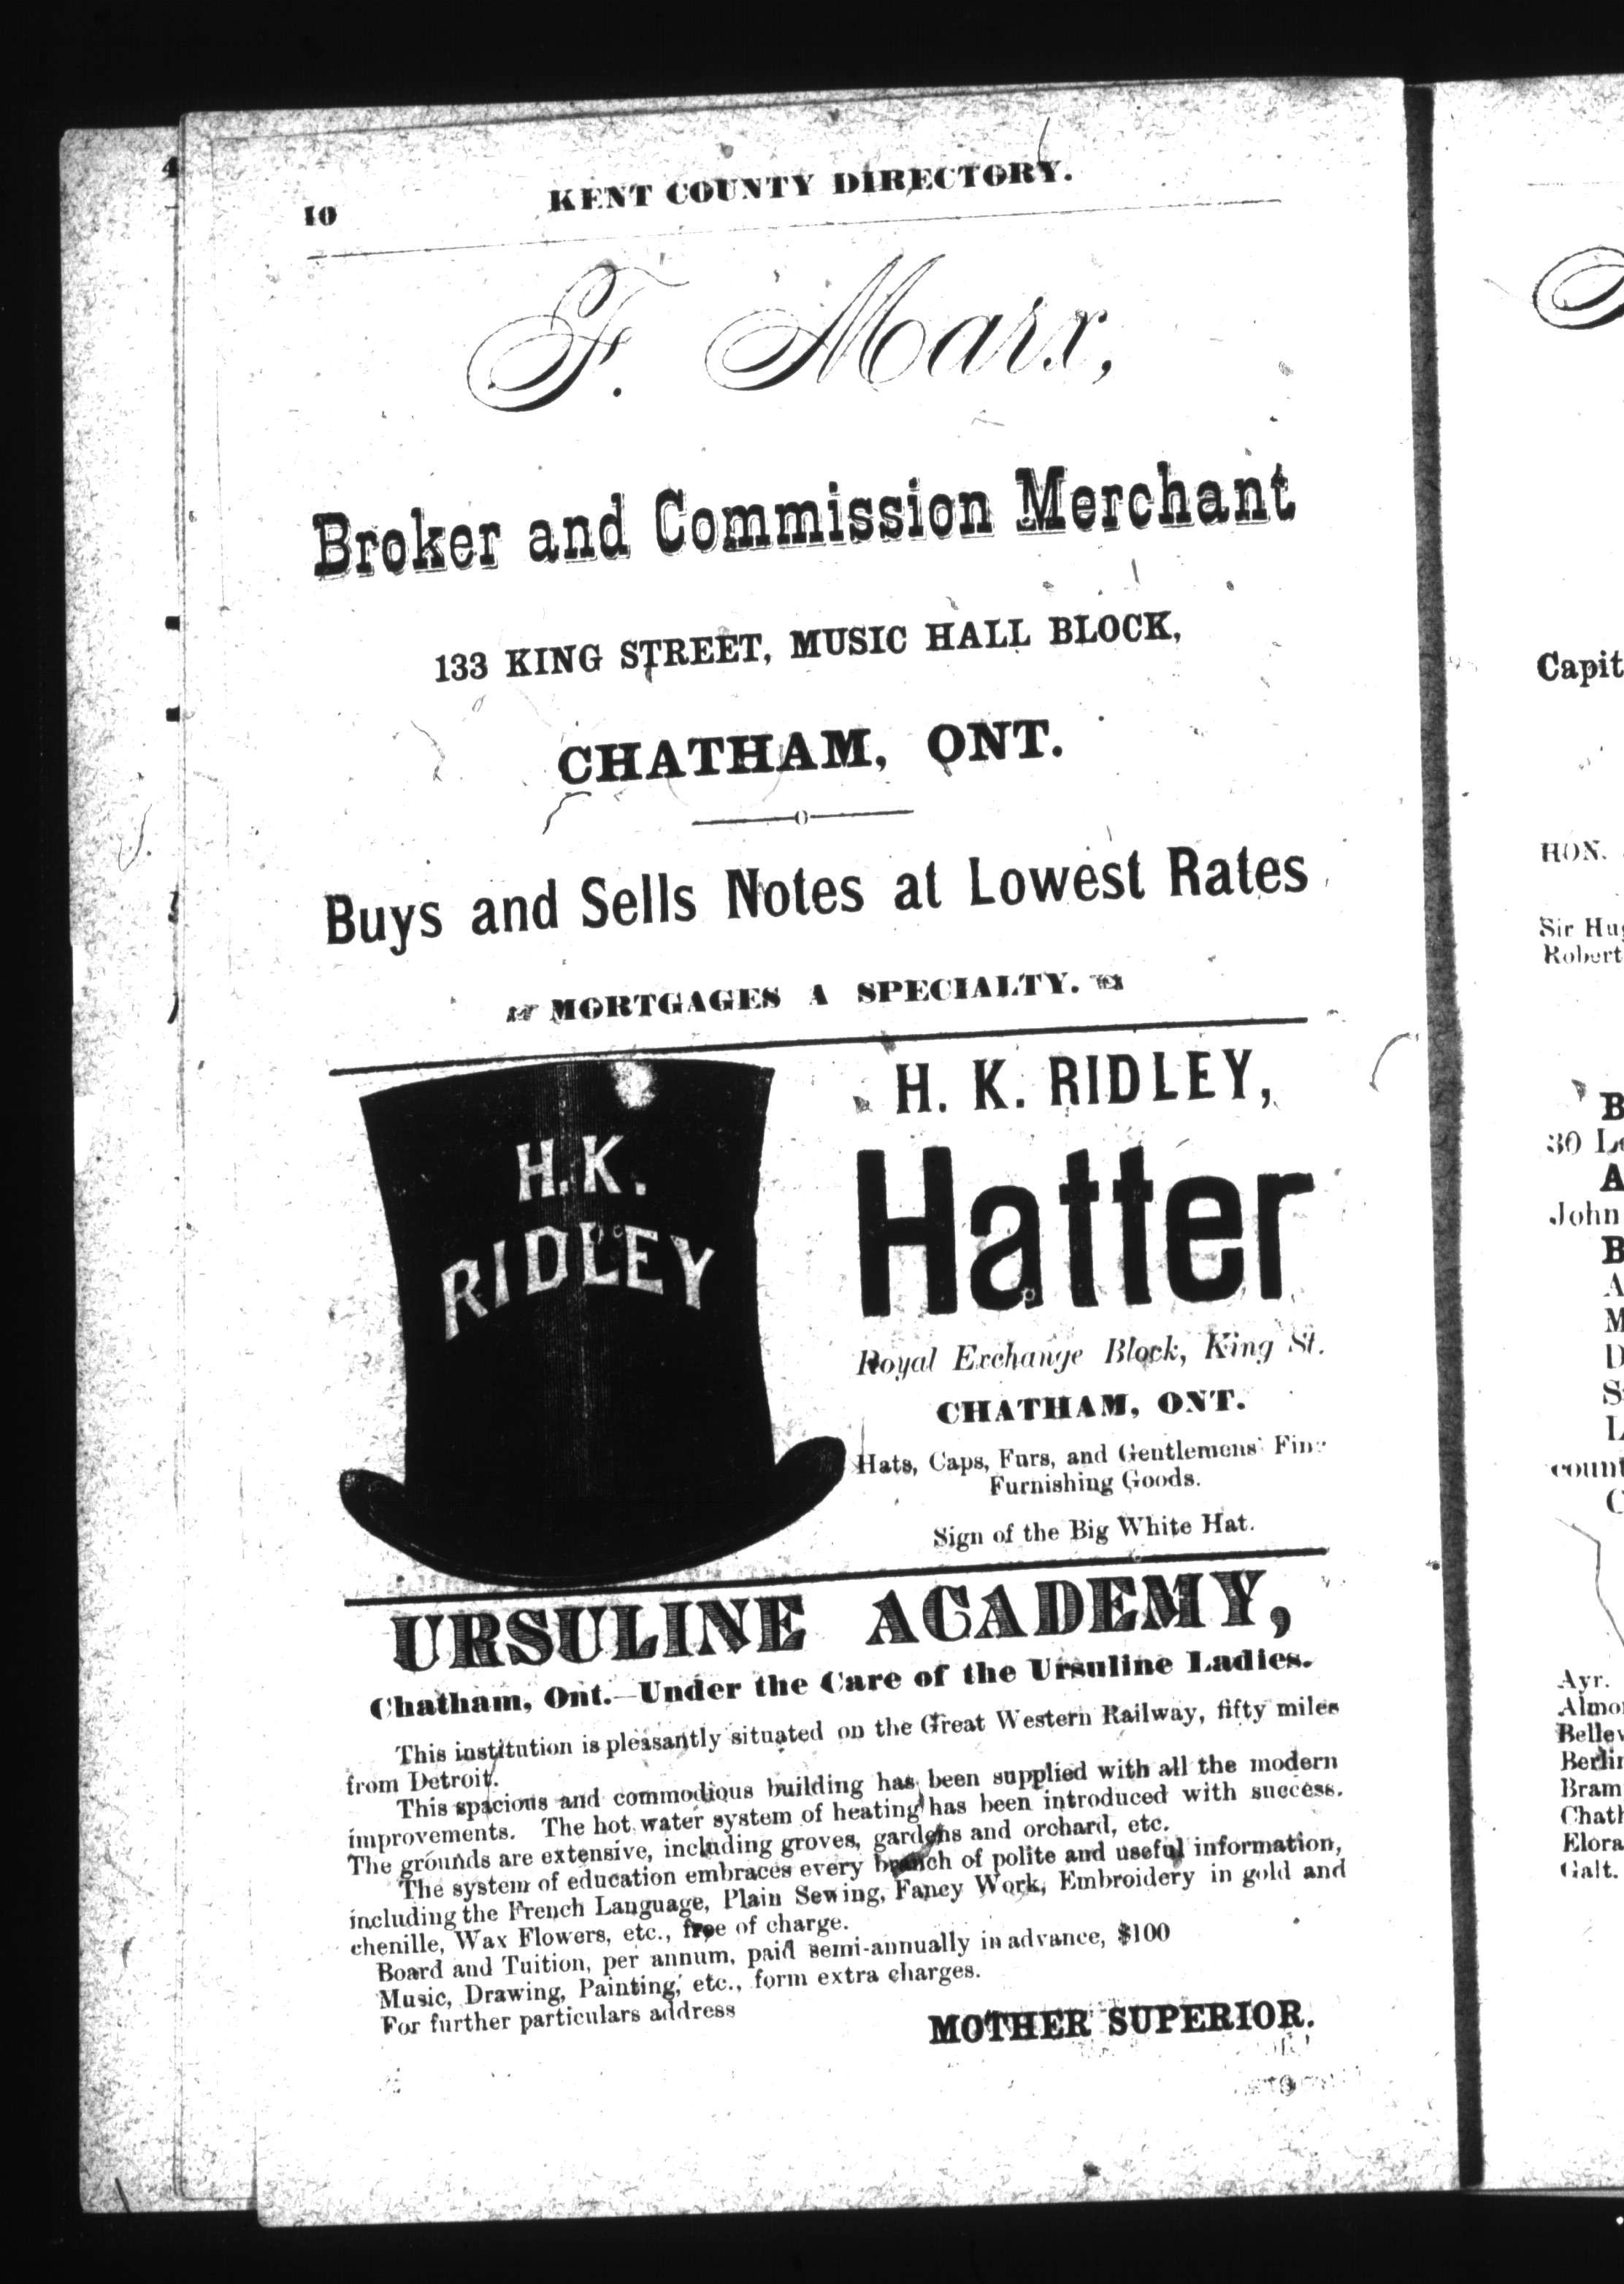 10
KENT COUNTY DIRECTORY.
F. Marx,
Broker and Commission Merchant
133 KING STREET, MUSIC HALL BLOCK,
CHATHAM, ONT.
Buys and Sells Notes at Lowest Rates
MORTGAGES A SPECIALTY.
H. K.
RIDLEY
H. K. RIDLEY,
Hatter
Royal Exchange Block, King St.
CHATHAM, ONT.
Hats, Caps, Furs, and Gentlemens' Fine
Furnishing Goods.
Sign of the Big White Hat.
URSULINE ACADEMY,
Chatham, Ont.—Under the Care of the Ursuline Ladies.
This institution is pleasantly situated on the Great Western Railway, fifty miles
from Detroit.
This spacious and commodious building has been supplied with all the modern
improvements. The hot water system of heating has been introduced with success.
The grounds are extensive, including groves, gardens and orchard, etc.
The system of education embraces every branch of polite and useful information,
including the French Language, Plain Sewing, Fancy Work, Embroidery in gold and
chenille, Wax Flowers, etc., free of charge.
Board and Tuition, per annum, paid semi-annually in advance, $100
Music, Drawing, Painting, etc., form extra charges.
For further particulars address
MOTHER SUPERIOR.
4
Capit
HON.
Sir Hug
Robert
B
30 Lo
A
John
B
A
M
D
S
L
count
C
Ayr.
Almo
Bellev
Berlin
Bram
Chath
Elora
Galt.